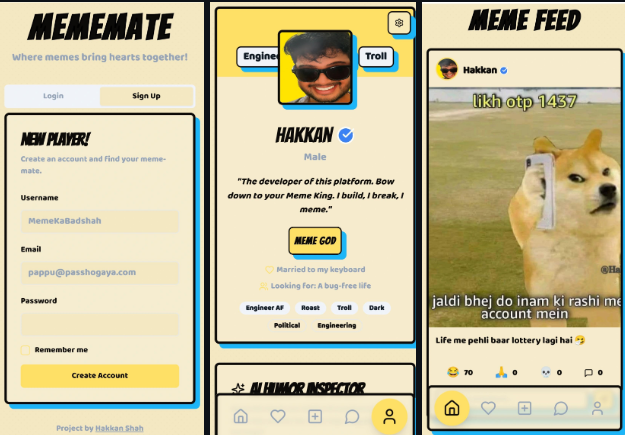 MEMEMATE
Where memes bring hearts together!
Login
Sign Up
NEW PLAYER!
Create an account and find your meme-
mate.
Username
MemeKaBadshah
Email
pappu@passhogaya.com
Password
Remember me
Create Account
Project by Hakkan Shah
Troll
HAKKAN
Male
"The developer of this platform. Bow
down to your Meme King. I build, I break, I
meme."
MEME GOD
Married to my keyboard
Looking for: A bug-free life
Engineer AF
Roast
Troll
Dark
Political
Engineering
AI HUMOR INSPECTOR
MEME FEED
Hakkan
likh otp 1437
@Ha
jaldi bhej do inam ki rashi me
account mein
Life me pehli baar lottery lagi hai 🤧
😂 70
🙏 0
💀 0
0